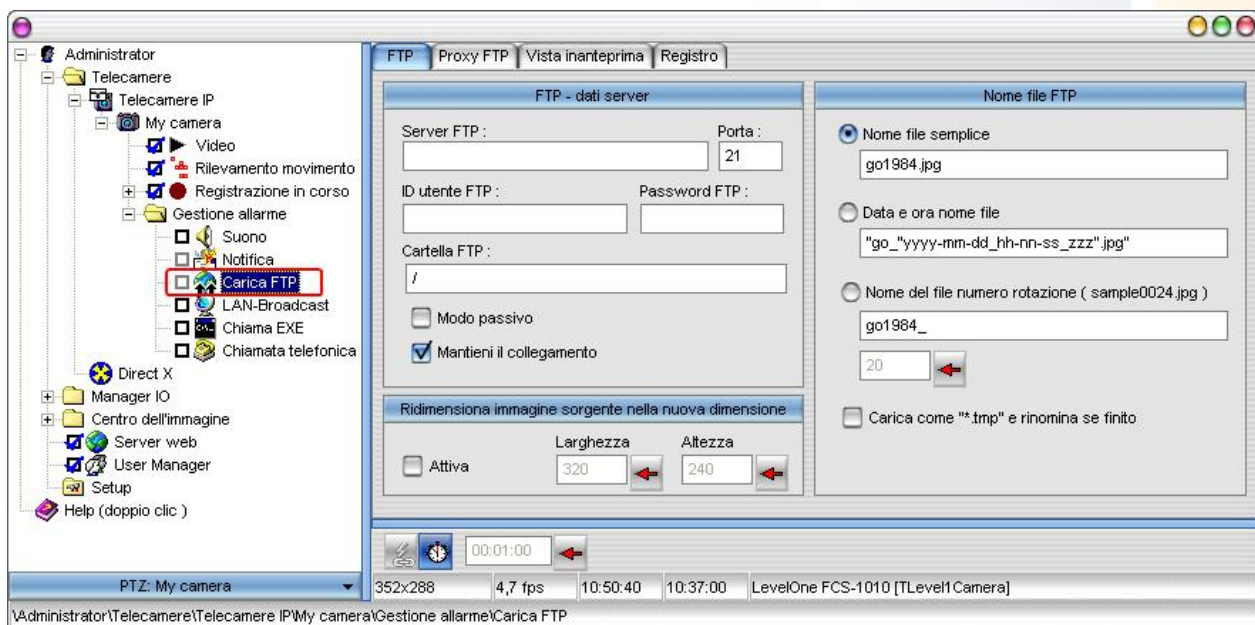 Administrator
Telecamere
Telecamere IP
My camera
Video
Rilevamento movimento
Registrazione in corso
Gestione allarme
Suono
Notifica
Carica FTP
LAN-Broadcast
Chiama EXE
Chiamata telefonica
Direct X
Manager IO
Centro dell'immagine
Server web
User Manager
Setup
Help (doppio clic )
PTZ: My camera
FTP Proxy FTP Vista inanteprima Registro
FTP - dati server
Server FTP : Porta :
21
ID utente FTP : Password FTP :
Cartella FTP :
/
Modo passivo
Mantieni il collegamento
Ridimensiona immagine sorgente nella nuova dimensione
Larghezza Altezza
Attiva 320 240
Nome file FTP
Nome file semplice
go1984.jpg
Data e ora nome file
"go_"yyyy-mm-dd_hh-nn-ss_zzz".jpg"
Nome del file numero rotazione ( sample0024.jpg )
go1984_
20
Carica come "*.tmp" e rinomina se finito
00:01:00
352x288 4,7 fps 10:50:40 10:37:00 LevelOne FCS-1010 [TLevel1Camera]
\Administrator\Telecamere\Telecamere IP\My camera\Gestione allarme\Carica FTP